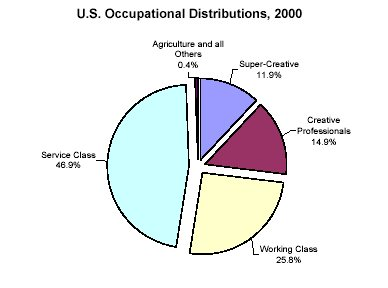 U.S. Occupational Distributions, 2000
Agriculture and all
Others
0.4%
Super-Creative
11.9%
Creative
Professionals
14.9%
Service Class
46.9%
Working Class
25.8%